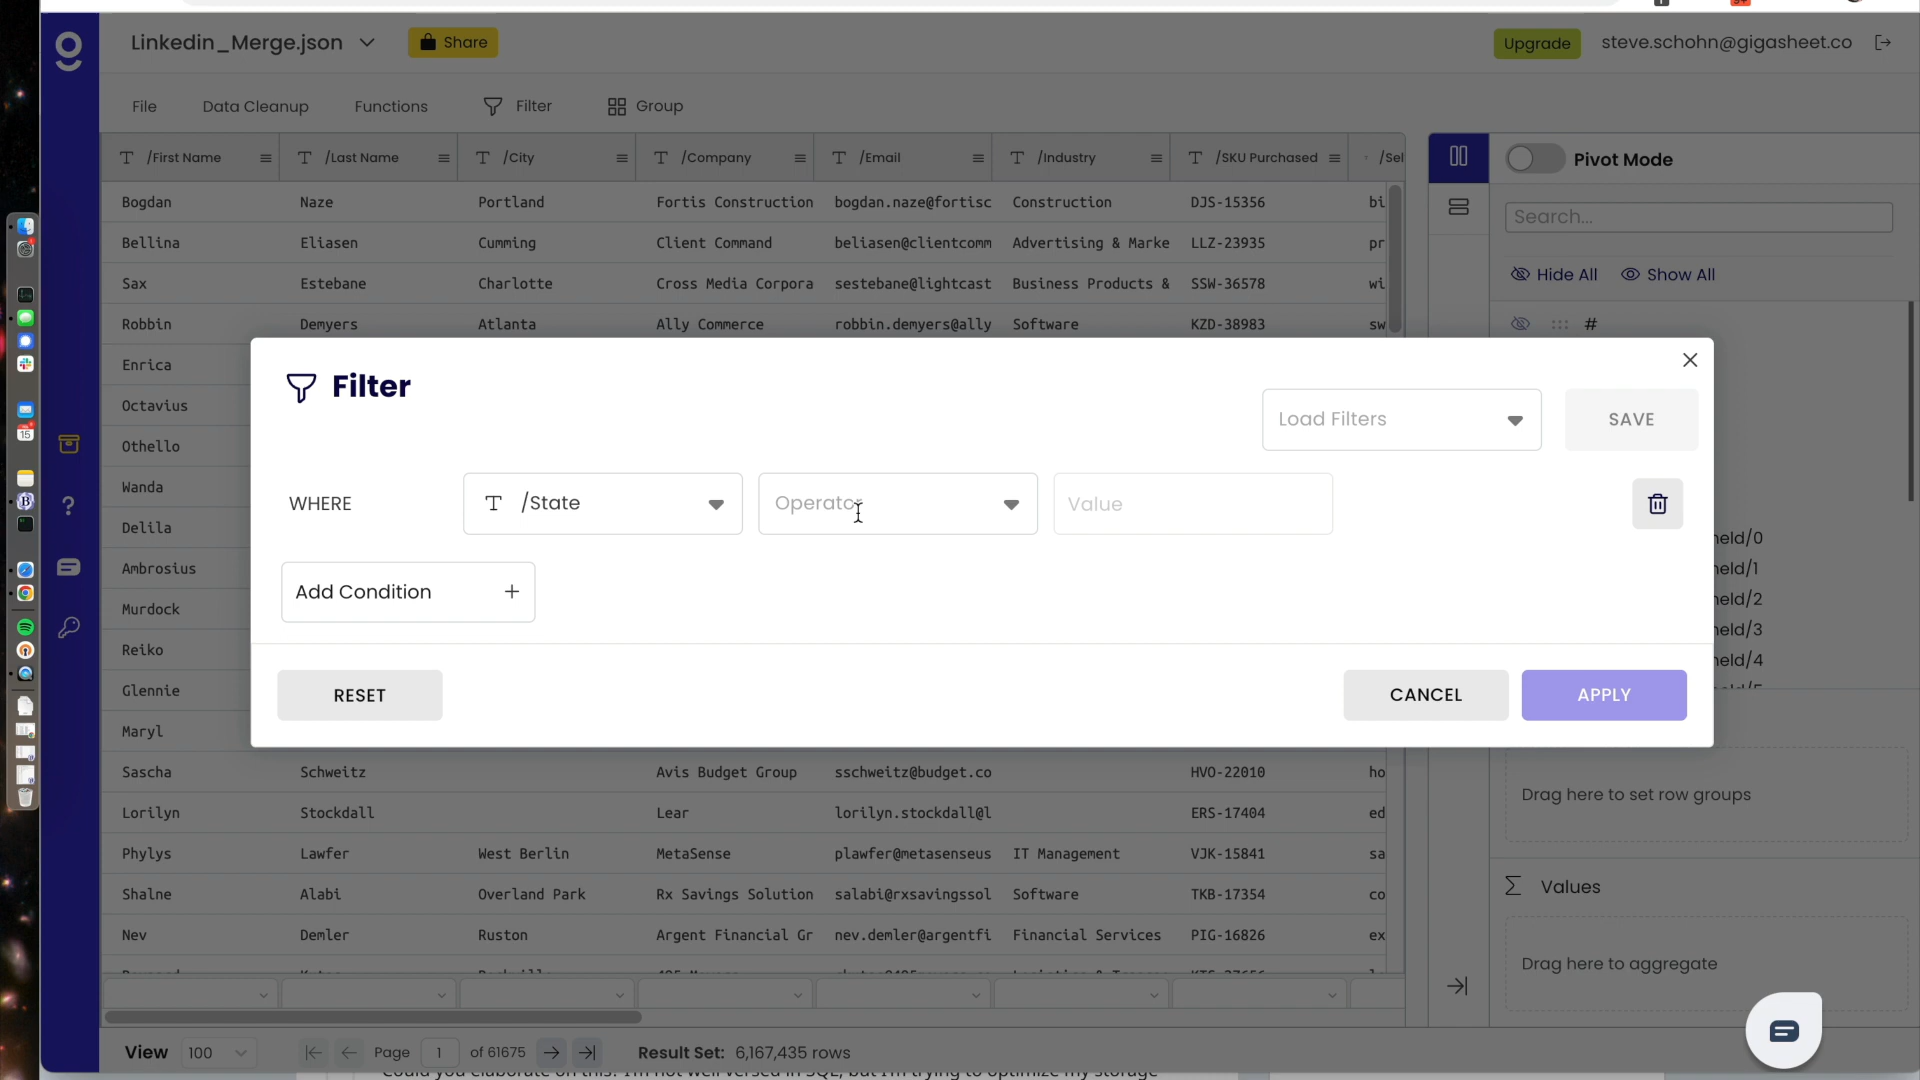 Linkedin_Merge.json
Share
Upgrade
steve.schohn@gigasheet.co
File Data Cleanup Functions Filter Group
/First Name /Last Name /City /Company /Email /Industry /SKU Purchased /Sel
Bogdan Naze Portland Fortis Construction bogdan.naze@fortisc Construction DJS-15356 bi
Bellina Eliasen Cumming Client Command beliasen@clientcomm Advertising & Marke LLZ-23935 pr
Sax Estebane Charlotte Cross Media Corpora sestebane@lightcast Business Products & SSW-36578 wi
Robbin Demyers Atlanta Ally Commerce robbin.demyers@ally Software KZD-38983 sw
Enrica
Octavius
Othello
Wanda
Delila
Ambrosius
Murdock
Reiko
Glennie
Maryl
Sascha Schweitz Avis Budget Group sschweitz@budget.co HVO-22010 ho
Lorilyn Stockdall Lear lorilyn.stockdall@l ERS-17404 ed
Phylys Lawfer West Berlin MetaSense plawfer@metasenseus IT Management VJK-15841 sa
Shalne Alabi Overland Park Rx Savings Solution salabi@rxsavingssol Software TKB-17354 co
Nev Demler Ruston Argent Financial Gr nev.demler@argentfi Financial Services PIG-16826 ex
Pivot Mode
Search...
Hide All Show All
#
neld/0
neld/1
neld/2
neld/3
neld/4
Filter
Load Filters
SAVE
WHERE /State Operator Value
Add Condition +
RESET CANCEL APPLY
Drag here to set row groups
Σ Values
Drag here to aggregate
View 100 Page 1 of 61675 Result Set: 6,167,435 rows
15